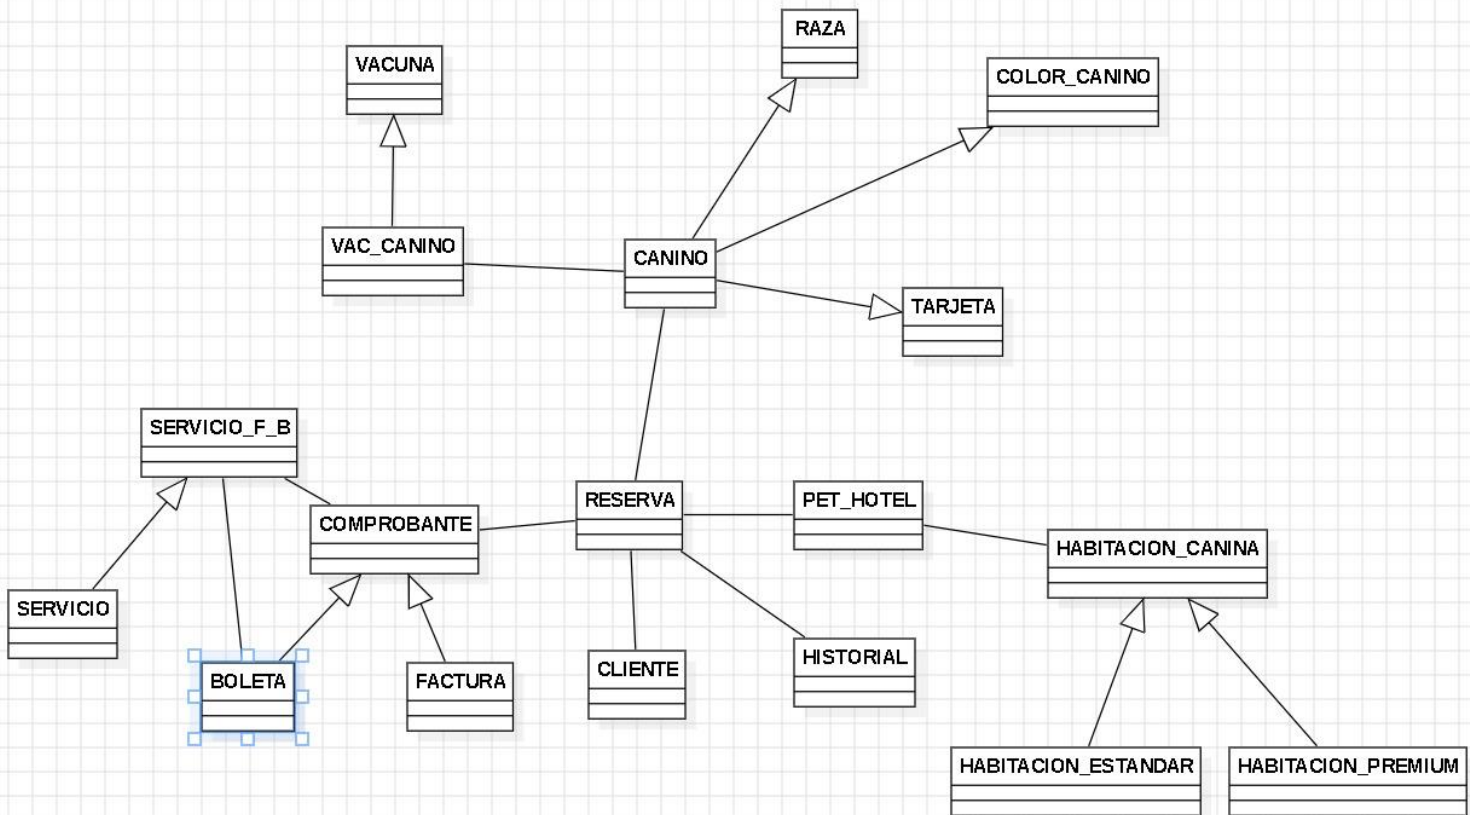 RAZA
VACUNA
COLOR_CANINO
VAC_CANINO
CANINO
TARJETA
SERVICIO_F_B
COMPROBANTE
RESERVA
PET_HOTEL
HABITACION_CANINA
SERVICIO
BOLETA
FACTURA
CLIENTE
HISTORIAL
HABITACION_ESTANDAR
HABITACION_PREMIUM